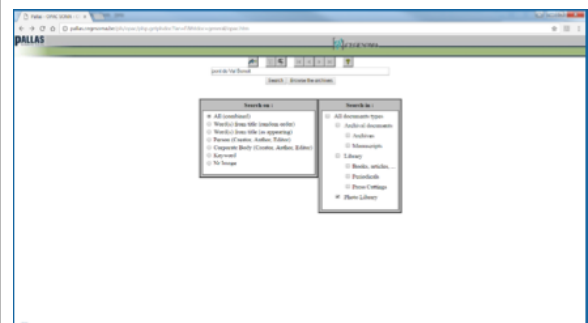 PALLAS
CEGESOMA
Search
Browse the archives
Search on :
All (combined)
Word(s) from title (random order)
Word(s) from title (as appearing)
Person (Creator, Author, Editor)
Corporate Body (Creator, Author, Editor)
Keyword
Nr Image
Search in :
All documents types
Archival documents
Archives
Manuscripts
Library
Books, articles, ...
Periodicals
Press Cuttings
Photo Library